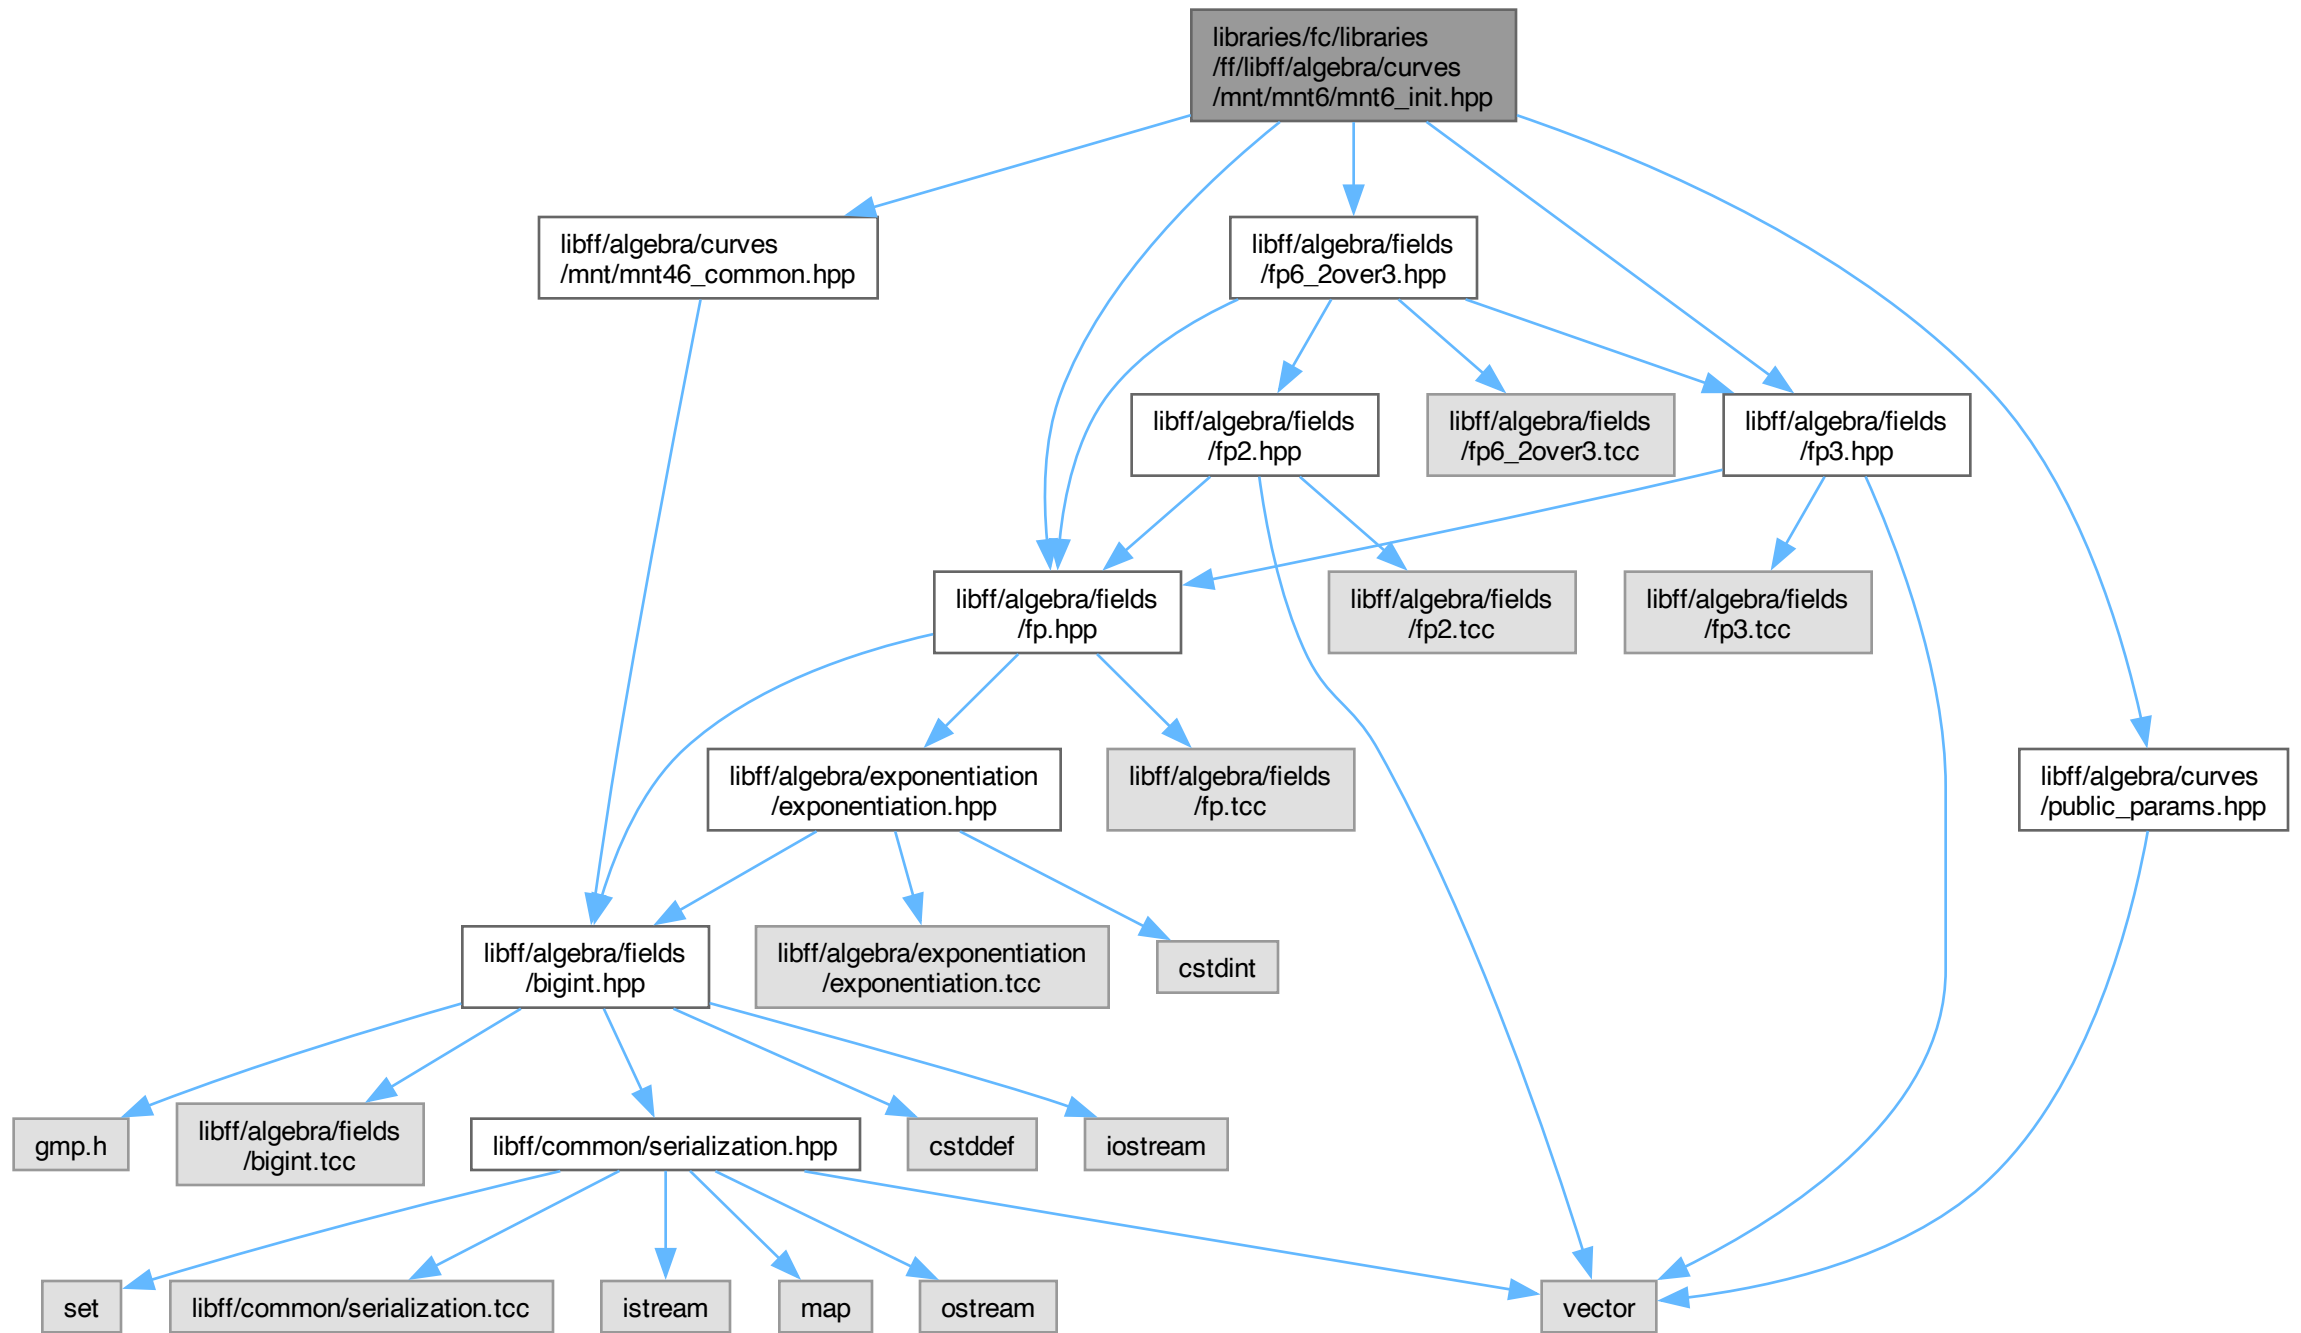 libraries/fc/libraries
/ff/libff/algebra/curves
/mnt/mnt6/mnt6_init.hpp
libff/algebra/curves
/mnt/mnt46_common.hpp
libff/algebra/fields
/fp6_2over3.hpp
libff/algebra/fields
/fp2.hpp
libff/algebra/fields
/fp6_2over3.tcc
libff/algebra/fields
/fp3.hpp
libff/algebra/fields
/fp.hpp
libff/algebra/fields
/fp2.tcc
libff/algebra/fields
/fp3.tcc
libff/algebra/exponentiation
/exponentiation.hpp
libff/algebra/fields
/fp.tcc
libff/algebra/curves
/public_params.hpp
libff/algebra/fields
/bigint.hpp
libff/algebra/exponentiation
/exponentiation.tcc
cstdint
gmp.h
libff/algebra/fields
/bigint.tcc
libff/common/serialization.hpp
cstddef
iostream
set
libff/common/serialization.tcc
istream
map
ostream
vector